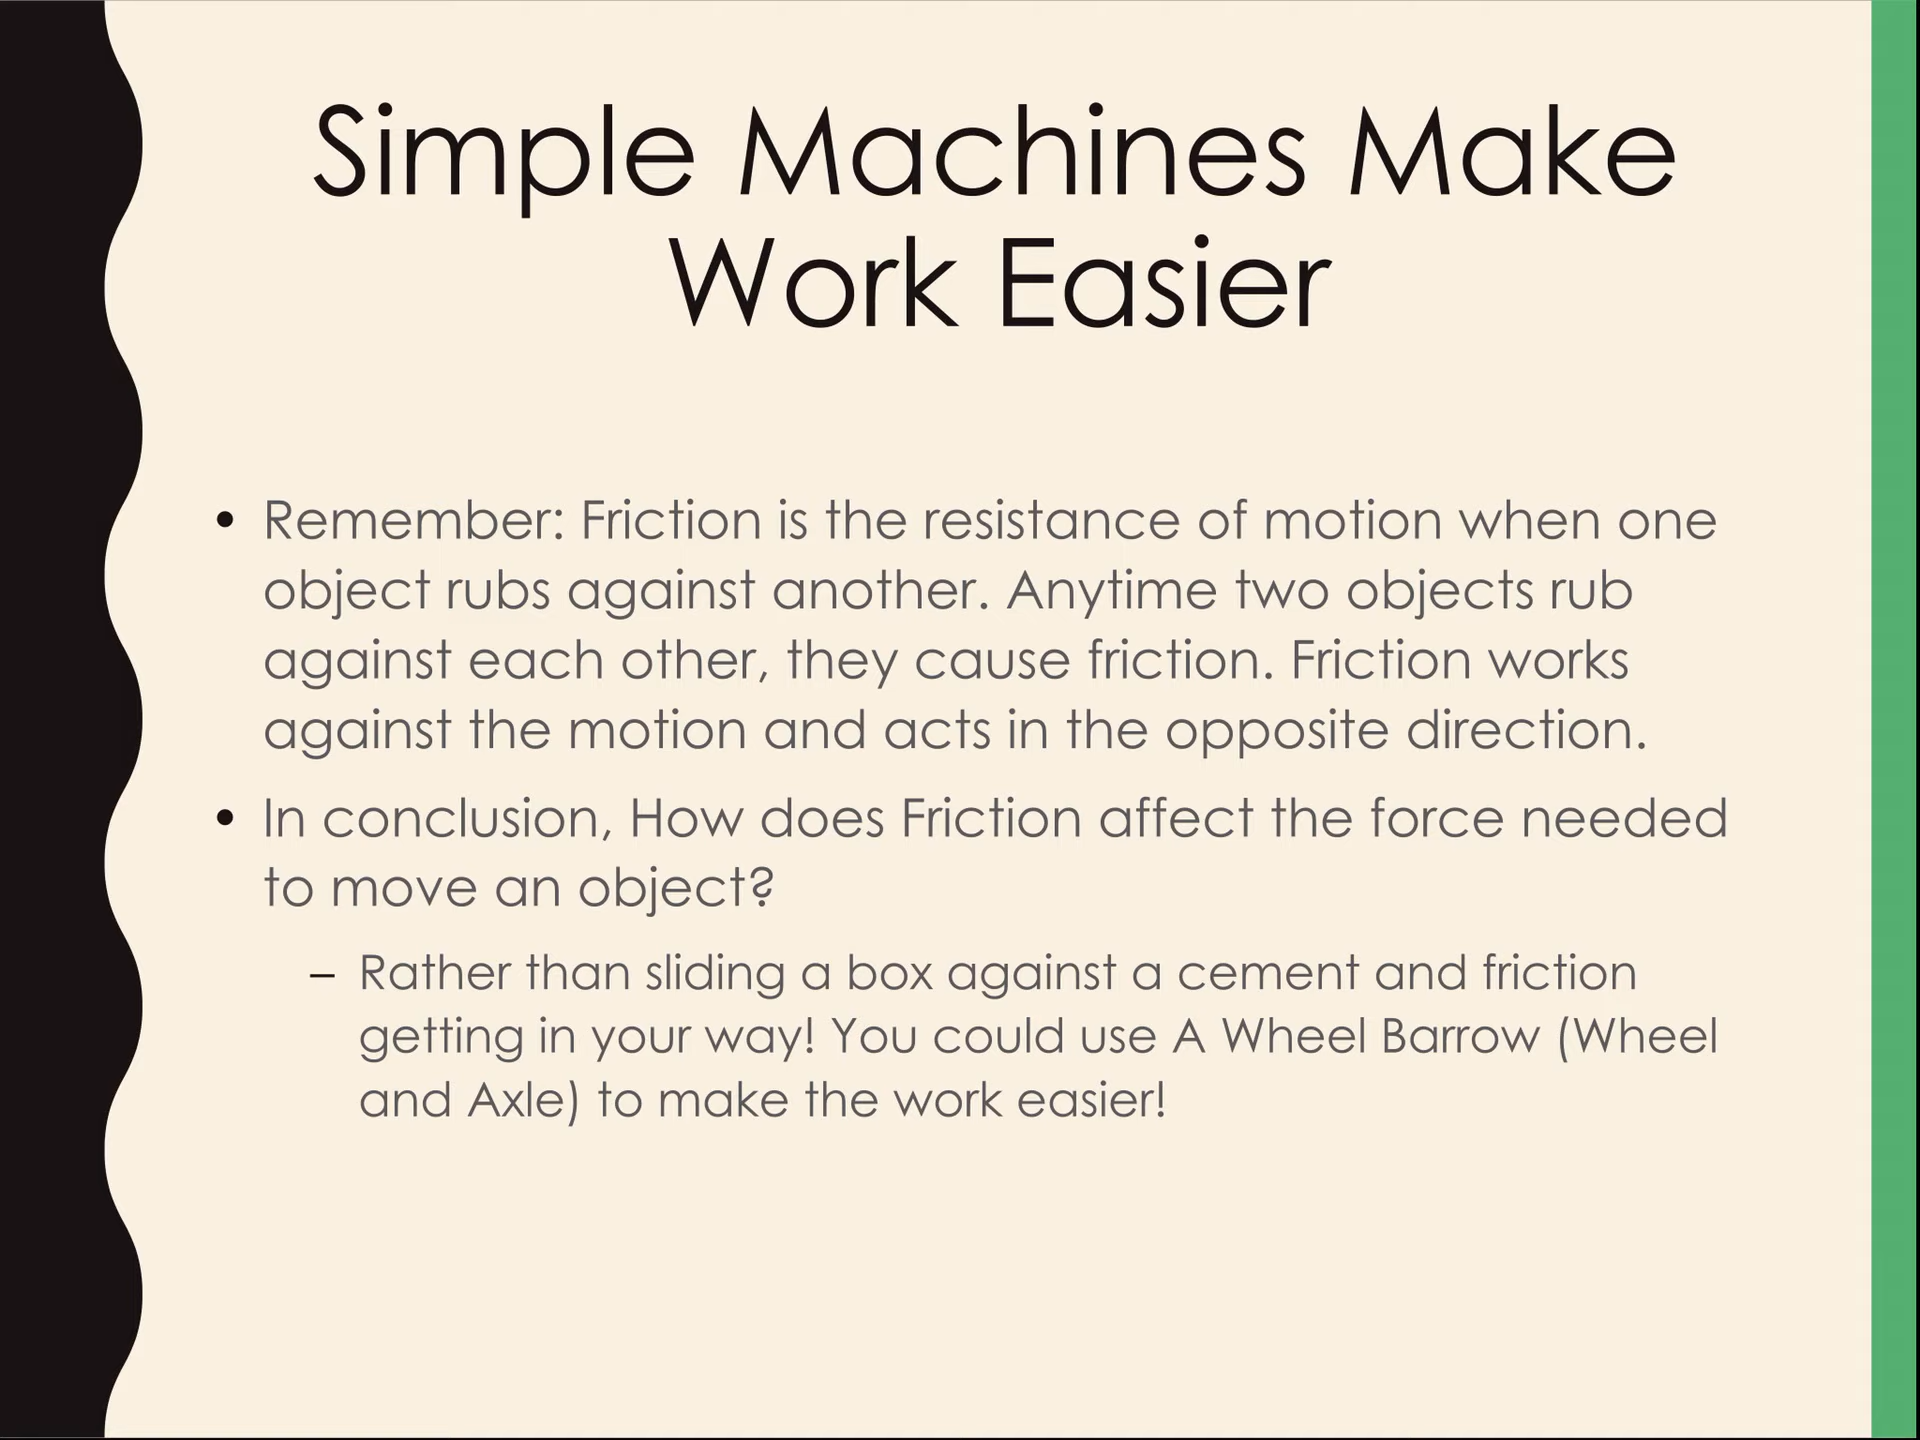 Simple Machines Make
Work Easier
• Remember: Friction is the resistance of motion when one
object rubs against another. Anytime two objects rub
against each other, they cause friction. Friction works
against the motion and acts in the opposite direction.
• In conclusion, How does Friction affect the force needed
to move an object?
– Rather than sliding a box against a cement and friction
getting in your way! You could use A Wheel Barrow (Wheel
and Axle) to make the work easier!